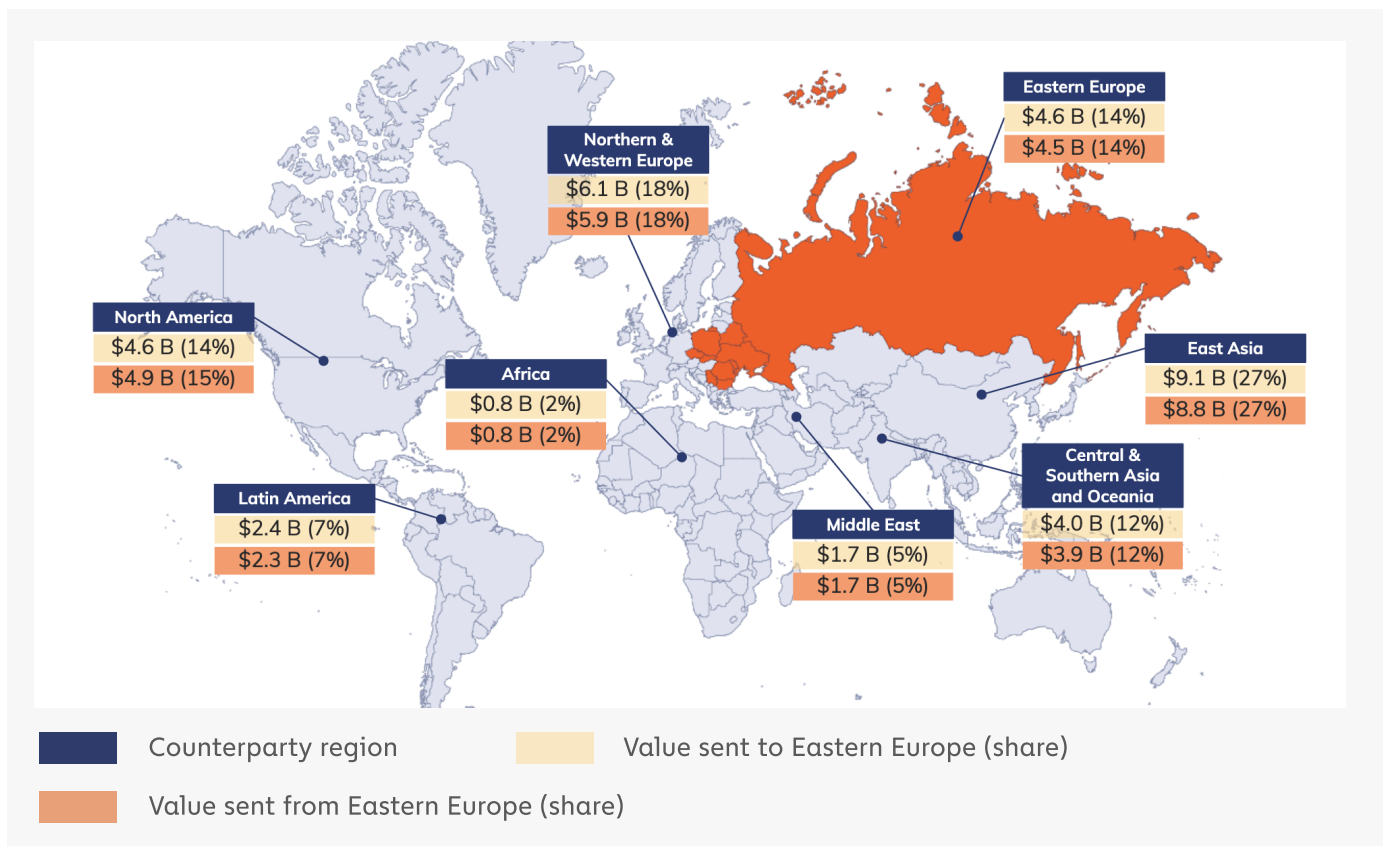 Eastern Europe
$4.6 B (14%)
$4.5 B (14%)
Northern &
Western Europe
$6.1 B (18%)
$5.9 B (18%)
North America
$4.6 B (14%)
$4.9 B (15%)
East Asia
$9.1 B (27%)
$8.8 B (27%)
Africa
$0.8 B (2%)
$0.8 B (2%)
Central &
Southern Asia
and Oceania
$4.0 B (12%)
$3.9 B (12%)
Latin America
$2.4 B (7%)
$2.3 B (7%)
Middle East
$1.7 B (5%)
$1.7 B (5%)
Counterparty region
Value sent to Eastern Europe (share)
Value sent from Eastern Europe (share)